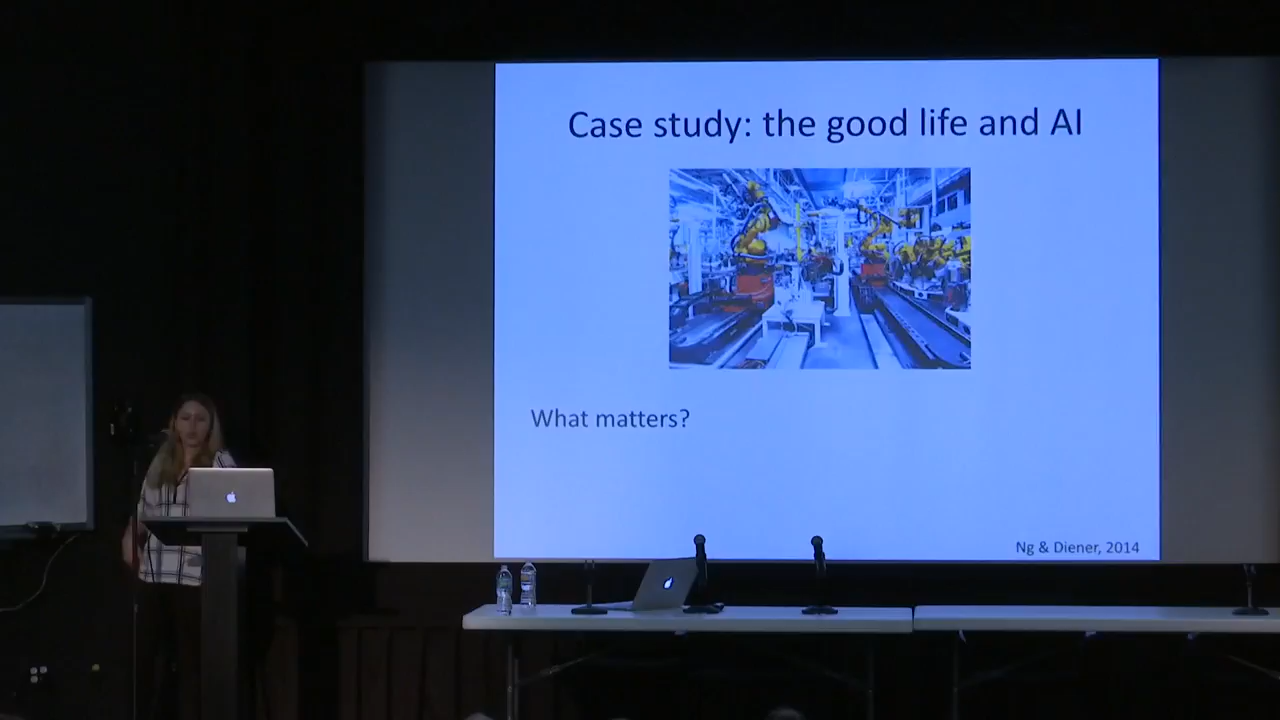 Case study: the good life and AI
What matters?
Ng & Diener, 2014